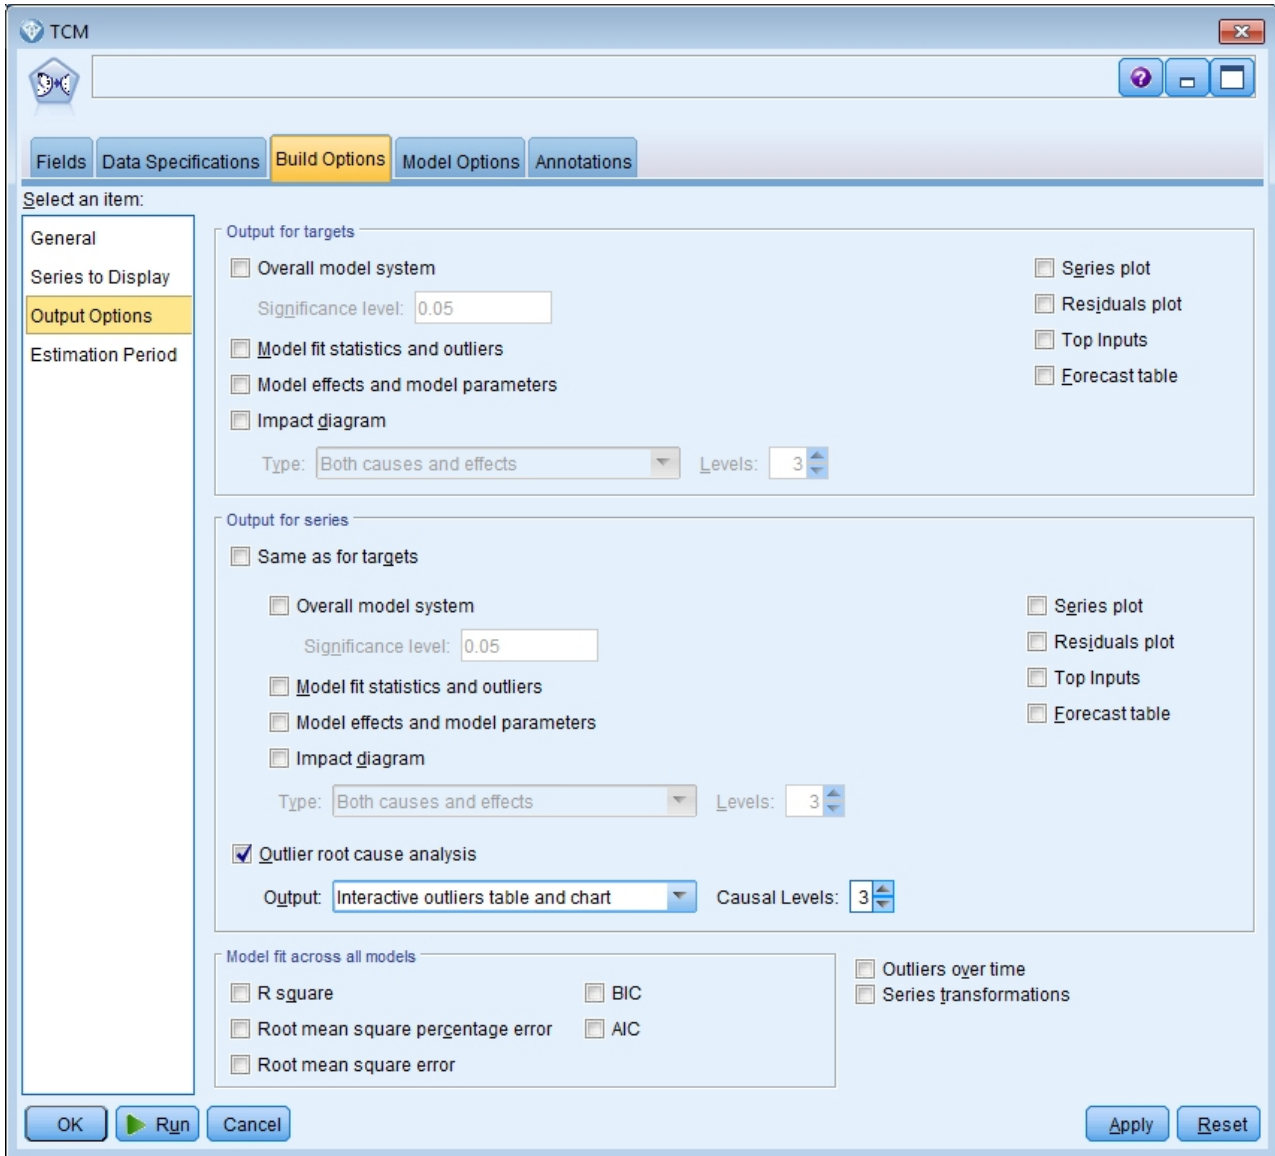 TCM
Fields Data Specifications Build Options Model Options Annotations
Select an item:
General
Series to Display
Output Options
Estimation Period
Output for targets
Overall model system
Significance level: 0.05
Model fit statistics and outliers
Model effects and model parameters
Impact diagram
Type: Both causes and effects Levels: 3
Series plot
Residuals plot
Top Inputs
Forecast table
Output for series
Same as for targets
Overall model system
Significance level: 0.05
Model fit statistics and outliers
Model effects and model parameters
Impact diagram
Type: Both causes and effects Levels: 3
Series plot
Residuals plot
Top Inputs
Forecast table
Outlier root cause analysis
Output: Interactive outliers table and chart Causal Levels: 3
Model fit across all models
R square
Root mean square percentage error
Root mean square error
BIC
AIC
Outliers over time
Series transformations
OK Run Cancel Apply Reset